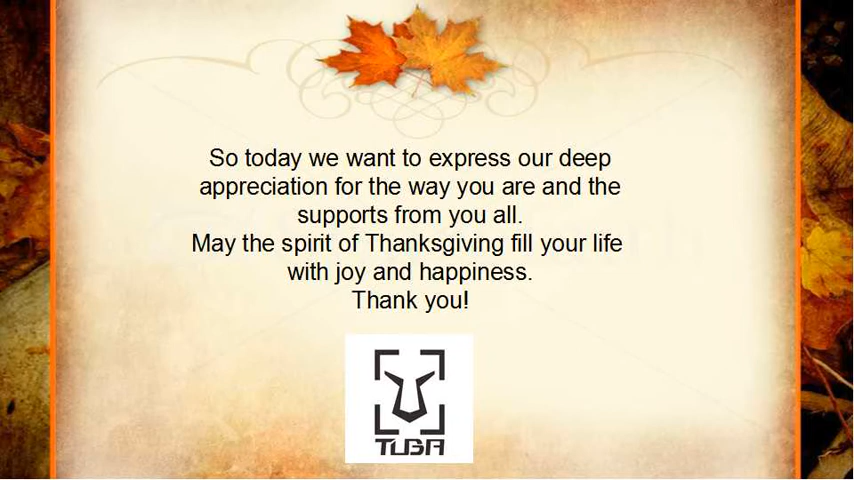 So today we want to express our deep
appreciation for the way you are and the
supports from you all.
May the spirit of Thanksgiving fill your life
with joy and happiness.
Thank you!
TUBA